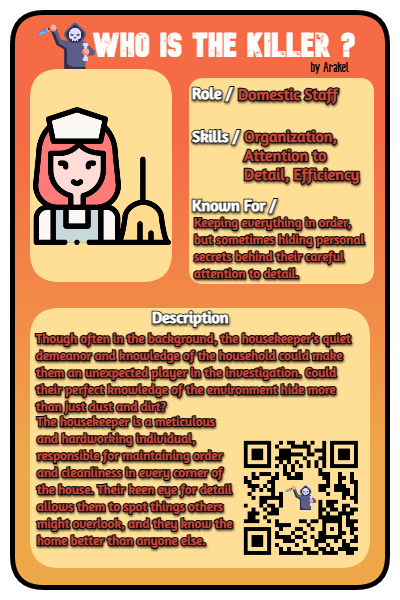 WHO IS THE KILLER ?
by Arakel
Role / Domestic Staff
Skills / Organization,
Attention to
Detail, Efficiency
Known For /
Keeping everything in order,
but sometimes hiding personal
secrets behind their careful
attention to detail.
Description
Though often in the background, the housekeeper's quiet
demeanor and knowledge of the household could make
them an unexpected player in the investigation. Could
their perfect knowledge of the environment hide more
than just dust and dirt?
The housekeeper is a meticulous
and hardworking individual,
responsible for maintaining order
and cleanliness in every corner of
the house. Their keen eye for detail
allows them to spot things others
might overlook, and they know the
home better than anyone else.